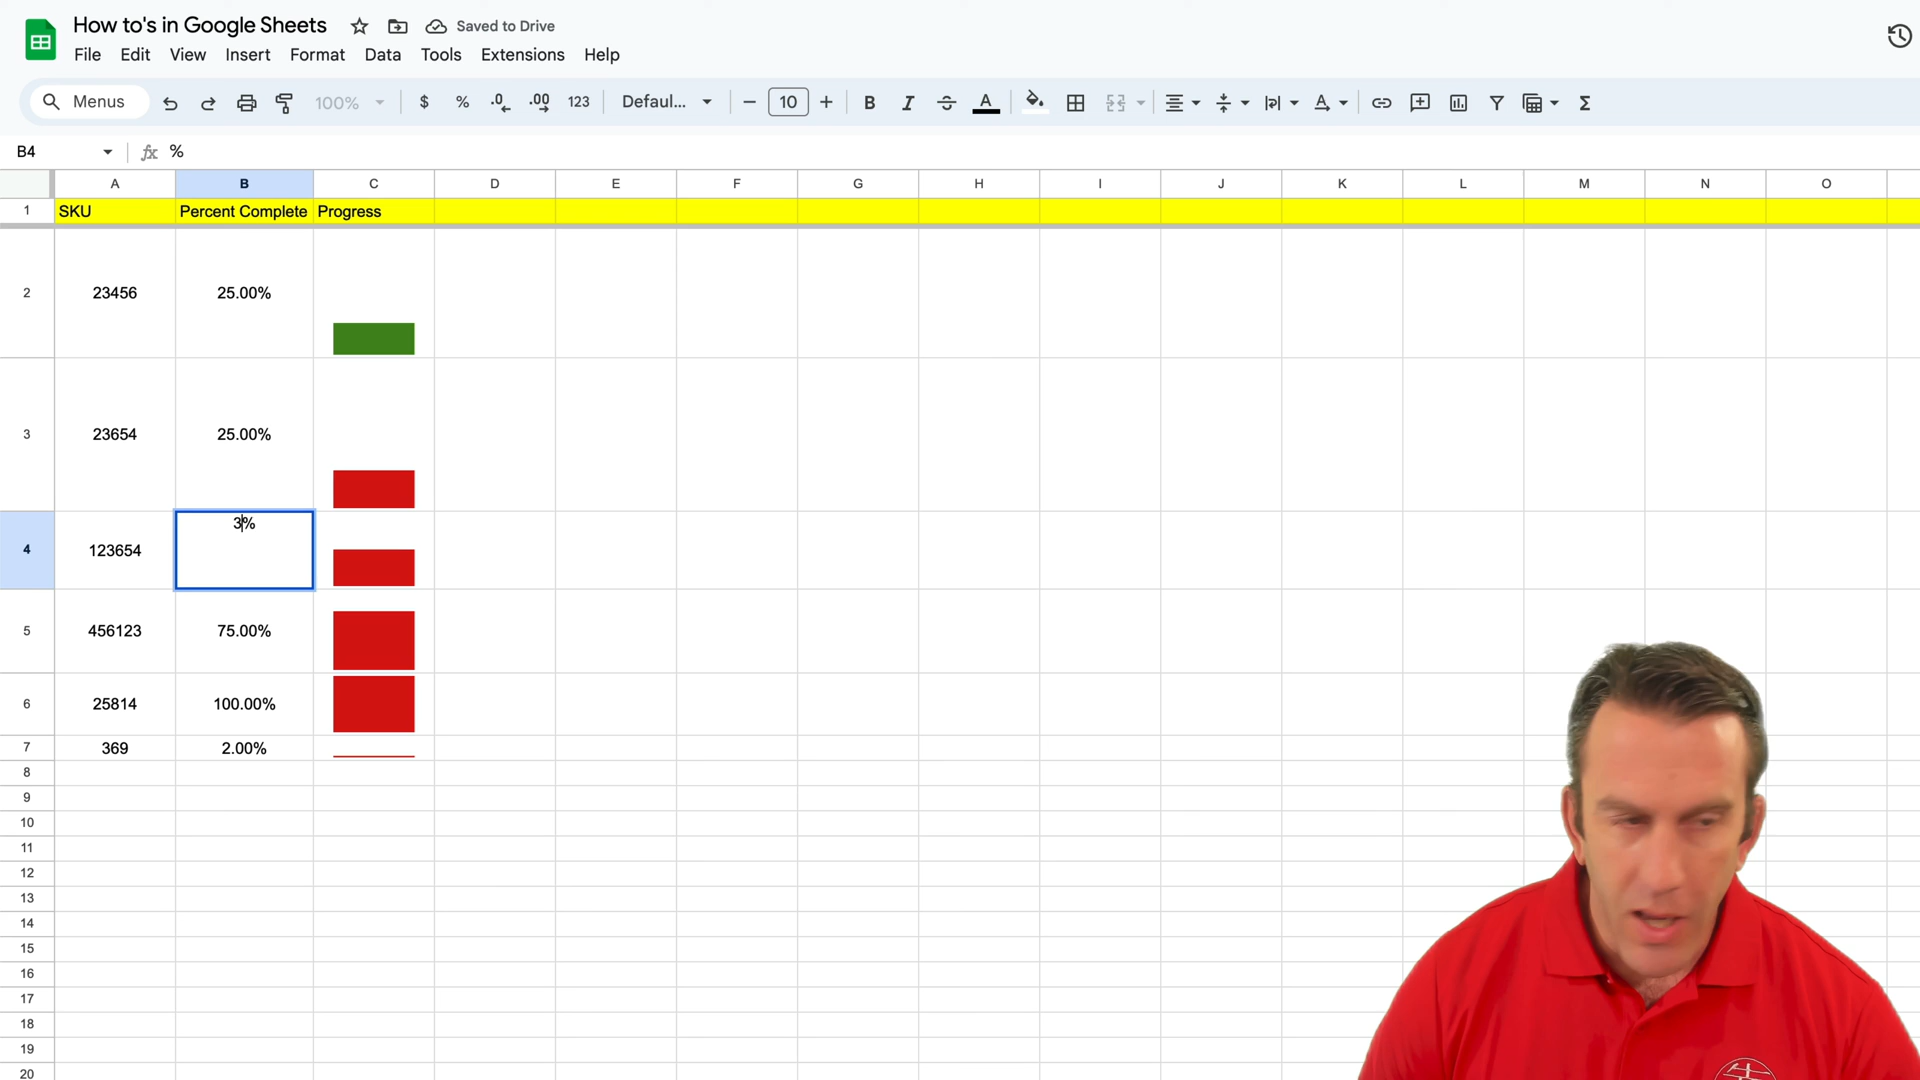 How to's in Google Sheets Saved to Drive
File Edit View Insert Format Data Tools Extensions Help
Menus 100% $ % .0 .00 123 Defaul... 10 B I A
B4 fx %
A B C D E F G H I J K L M N O
1 SKU Percent Complete Progress
2 23456 25.00%
3 23654 25.00%
4 123654 3%
5 456123 75.00%
6 25814 100.00%
7 369 2.00%
8
9
10
11
12
13
14
15
16
17
18
19
20